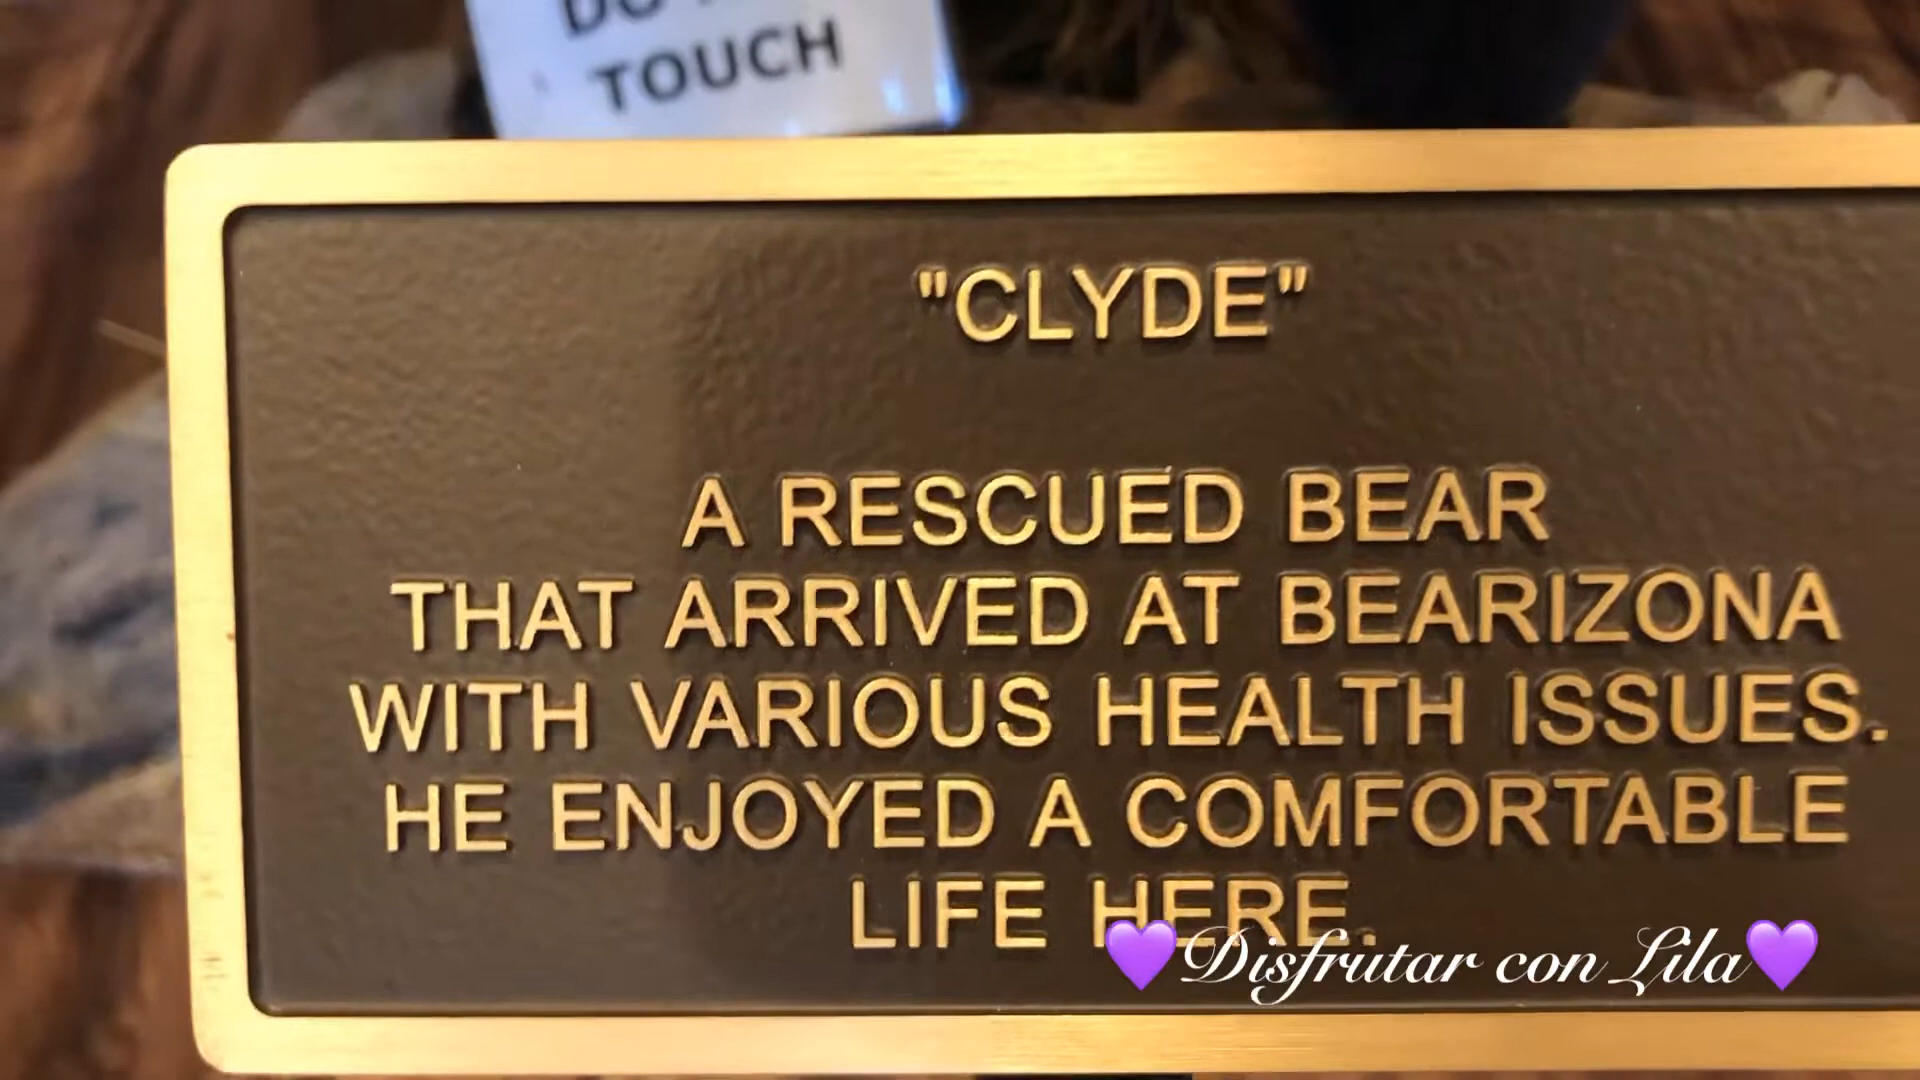 TOUCH
"CLYDE"
A RESCUED BEAR
THAT ARRIVED AT BEARIZONA
WITH VARIOUS HEALTH ISSUES.
HE ENJOYED A COMFORTABLE
LIFE HERE.
💜Disfrutar con Lila💜